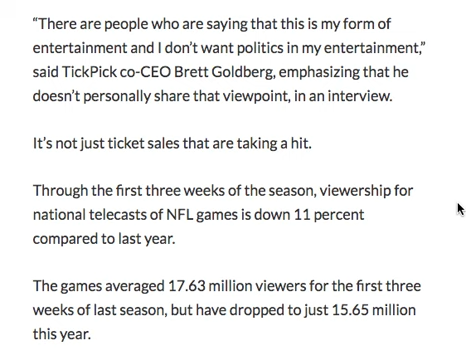 “There are people who are saying that this is my form of
entertainment and I don’t want politics in my entertainment,”
said TickPick co-CEO Brett Goldberg, emphasizing that he
doesn’t personally share that viewpoint, in an interview.
It’s not just ticket sales that are taking a hit.
Through the first three weeks of the season, viewership for
national telecasts of NFL games is down 11 percent
compared to last year.
The games averaged 17.63 million viewers for the first three
weeks of last season, but have dropped to just 15.65 million
this year.